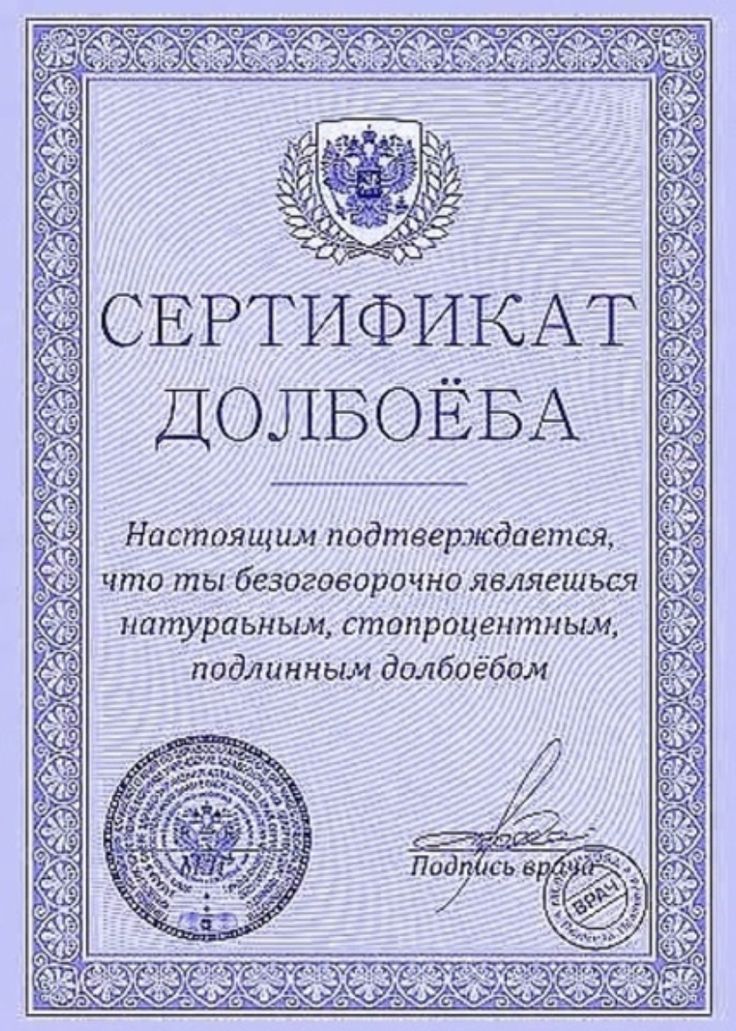 СЕРТИФИКАТ
ДОЛБОЁБА
Настоящим подтверждается,
что ты безоговорочно являешься
натураьным, стопроцентным,
подлинным долбоёбом
М.П.
Подпись врача
ВРАЧ